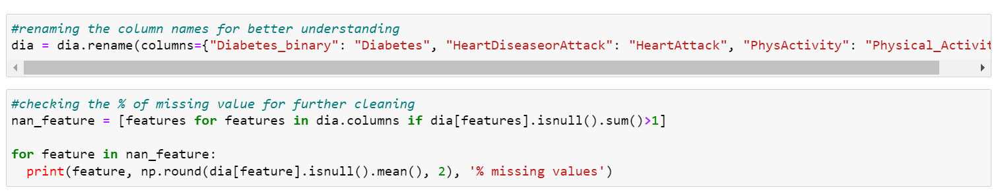 #renaming the column names for better understanding
dia = dia.rename(columns={"Diabetes_binary": "Diabetes", "HeartDiseaseorAttack": "HeartAttack", "PhysActivity": "Physical_Activit
#checking the % of missing value for further cleaning
nan_feature = [features for features in dia.columns if dia[features].isnull().sum()>1]
for feature in nan_feature:
  print(feature, np.round(dia[feature].isnull().mean(), 2), '% missing values')